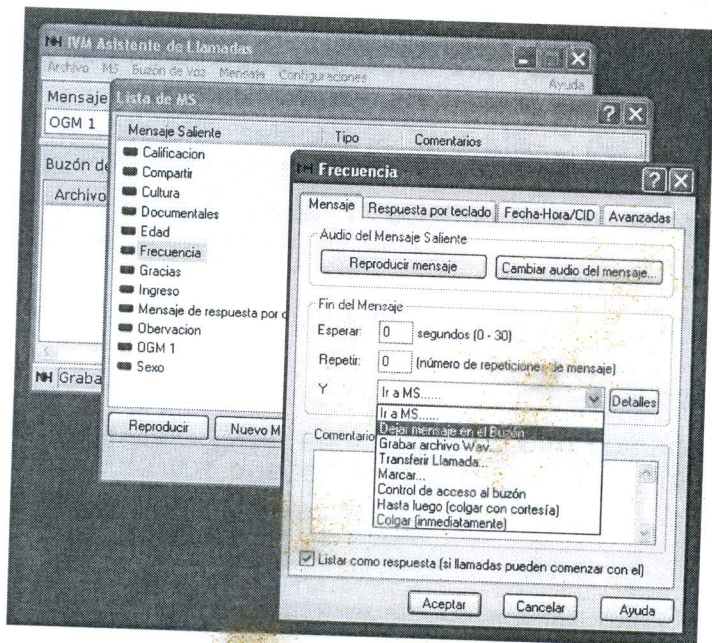 IVM Asistente de Llamadas
Archivo MS Buzón de Voz Mensaje Configuraciones Ayuda
Mensaje
OGM 1
Buzón de
Archivo
Graba
Lista de MS
Mensaje Saliente Tipo Comentarios
Calificacion
Compartir
Cultura
Documentales
Edad
Frecuencia
Gracias
Ingreso
Mensaje de respuesta por d
Obervacion
OGM 1
Sexo
Reproducir Nuevo M
Frecuencia
Mensaje Respuesta por teclado Fecha-Hora/CID Avanzadas
Audio del Mensaje Saliente
Reproducir mensaje Cambiar audio del mensaje...
Fin del Mensaje
Esperar: 0 segundos (0 - 30)
Repetir: 0 (número de repeticiones de mensaje)
Y Ir a MS...... Detalles
Ir a MS......
Dejar mensaje en el Buzón
Grabar archivo Wav...
Transferir Llamada...
Marcar...
Control de acceso al buzón
Hasta luego (colgar con cortesía)
Colgar (inmediatamente)
Comentario
Listar como respuesta (si llamadas pueden comenzar con el)
Aceptar Cancelar Ayuda